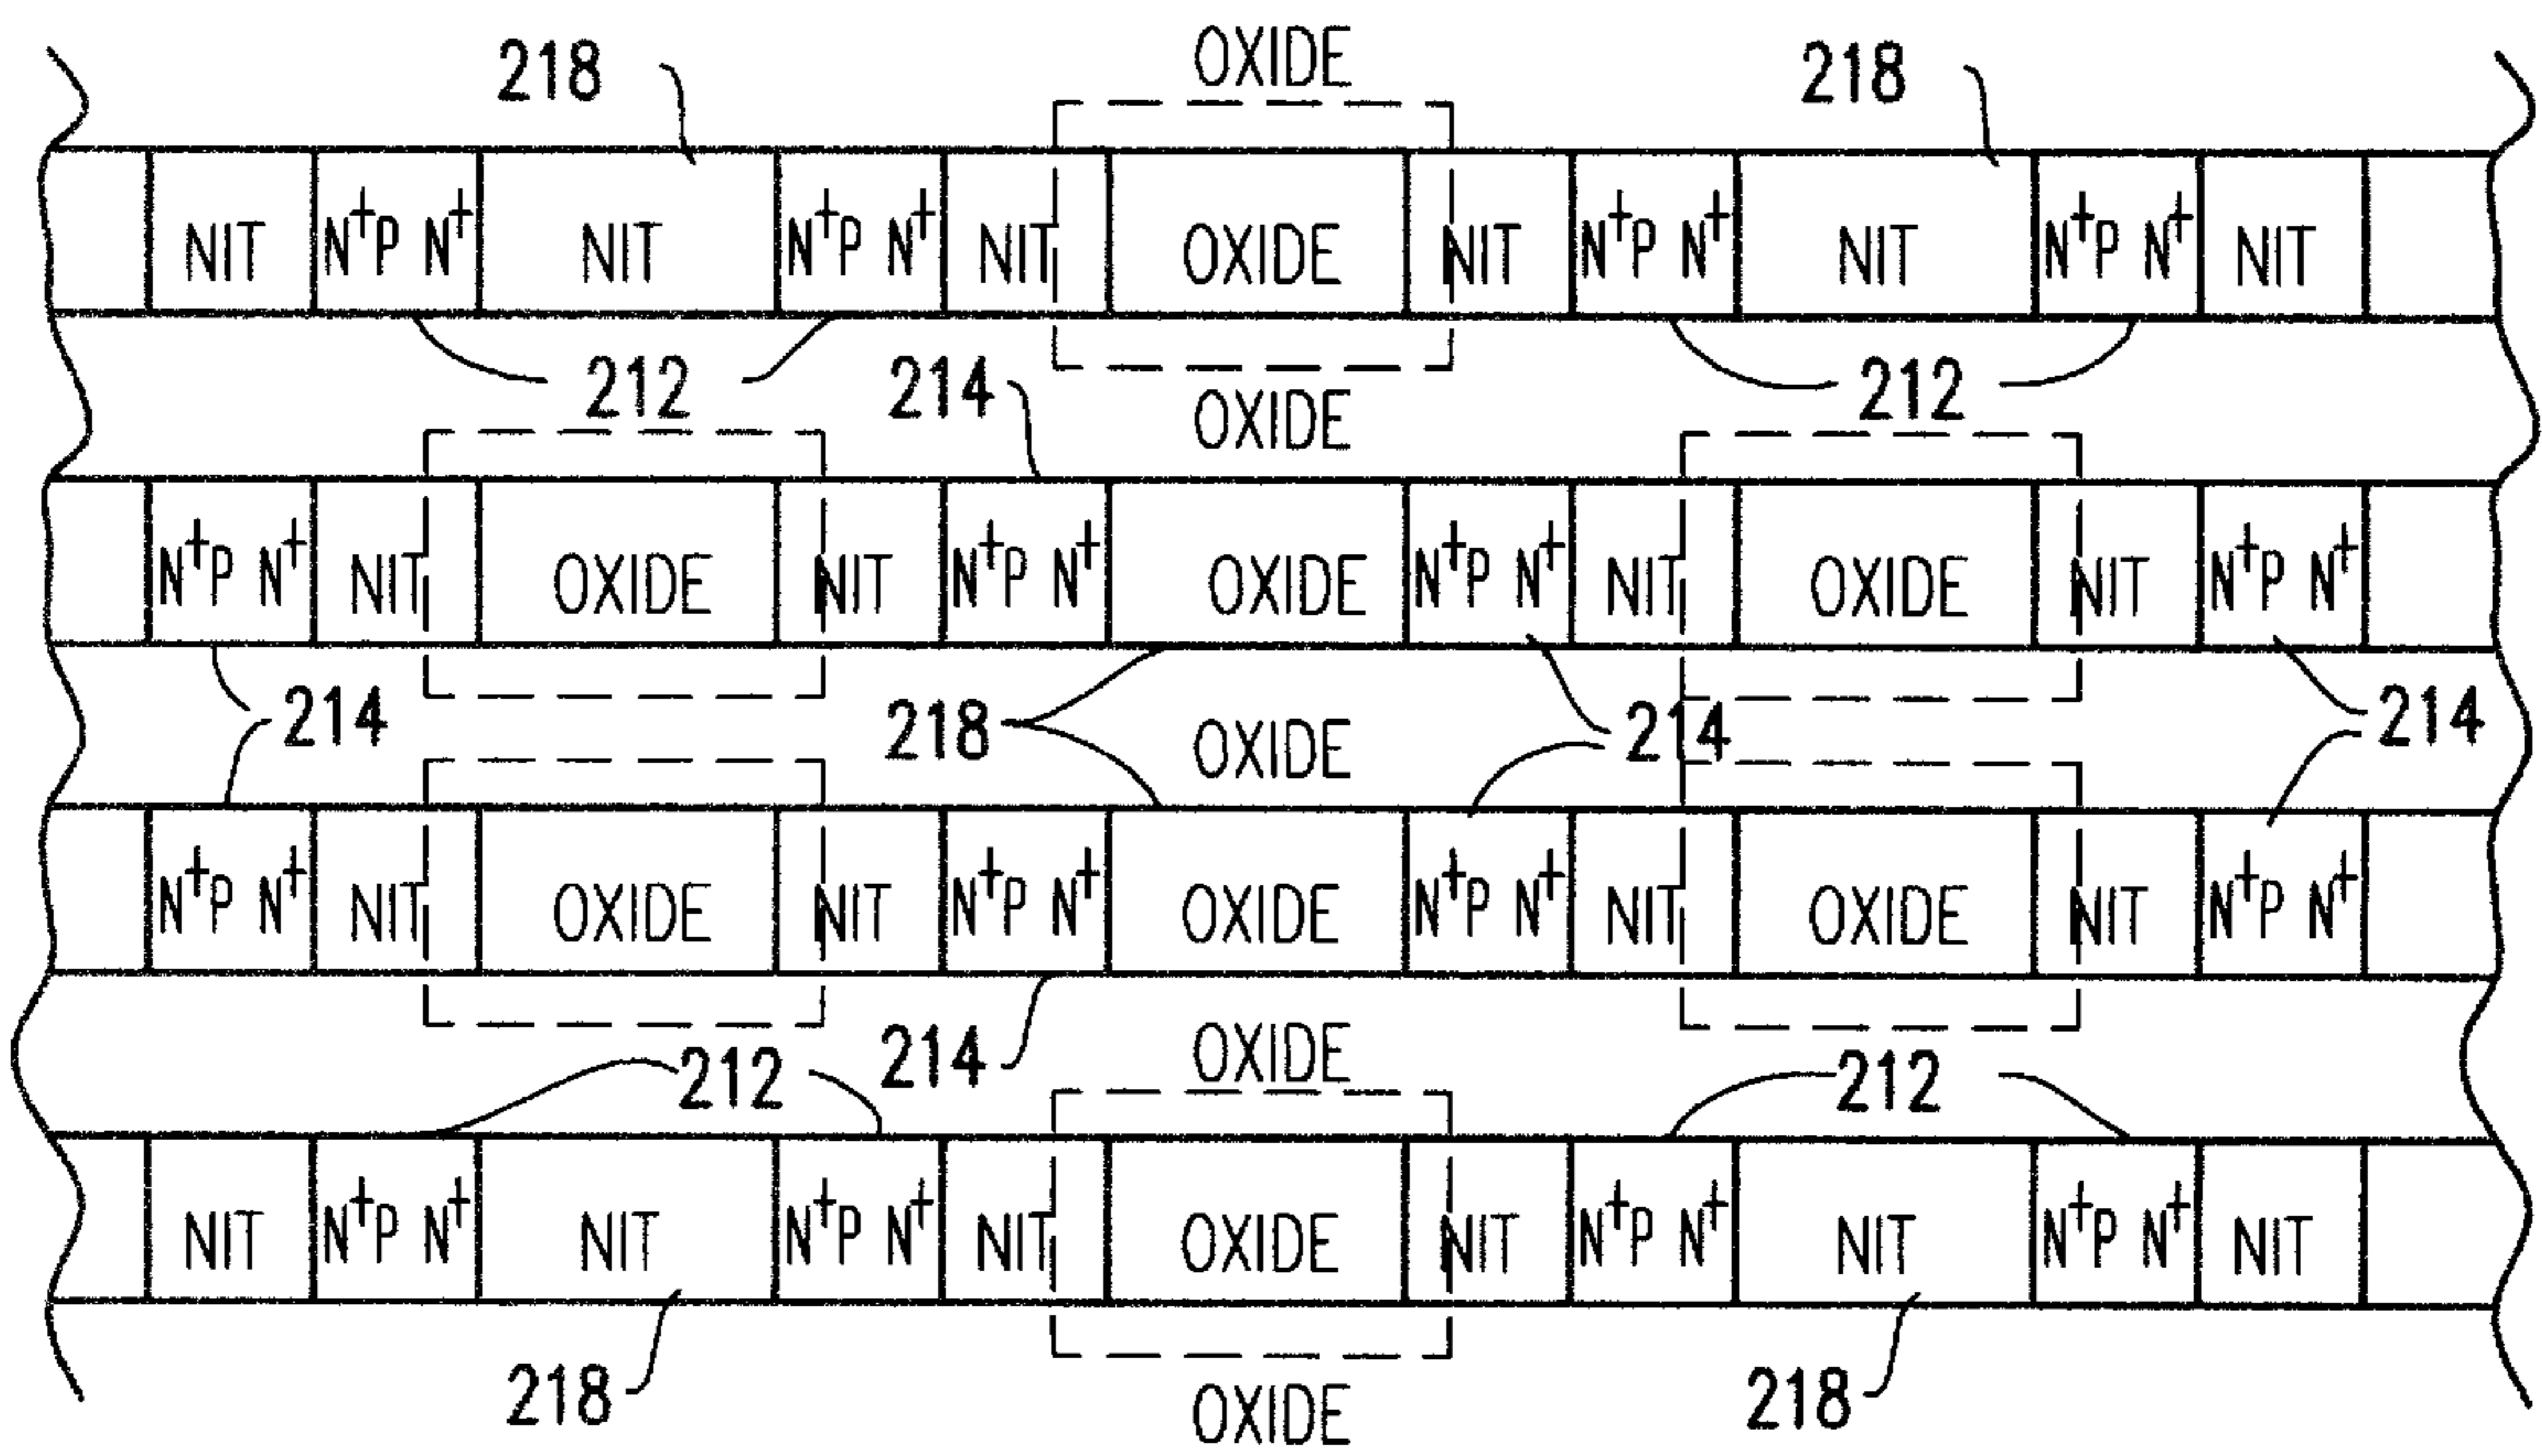 OXIDE
218 218
NIT N⁺P N⁺ NIT N⁺P N⁺ NIT OXIDE NIT N⁺P N⁺ NIT N⁺P N⁺ NIT
212 214 OXIDE 212
N⁺P N⁺ NIT OXIDE NIT N⁺P N⁺ OXIDE N⁺P N⁺ NIT OXIDE NIT N⁺P N⁺
214 218 OXIDE 214 214
N⁺P N⁺ NIT OXIDE NIT N⁺P N⁺ OXIDE N⁺P N⁺ NIT OXIDE NIT N⁺P N⁺
212 214 OXIDE 212
NIT N⁺P N⁺ NIT N⁺P N⁺ NIT OXIDE NIT N⁺P N⁺ NIT N⁺P N⁺ NIT
218 OXIDE 218